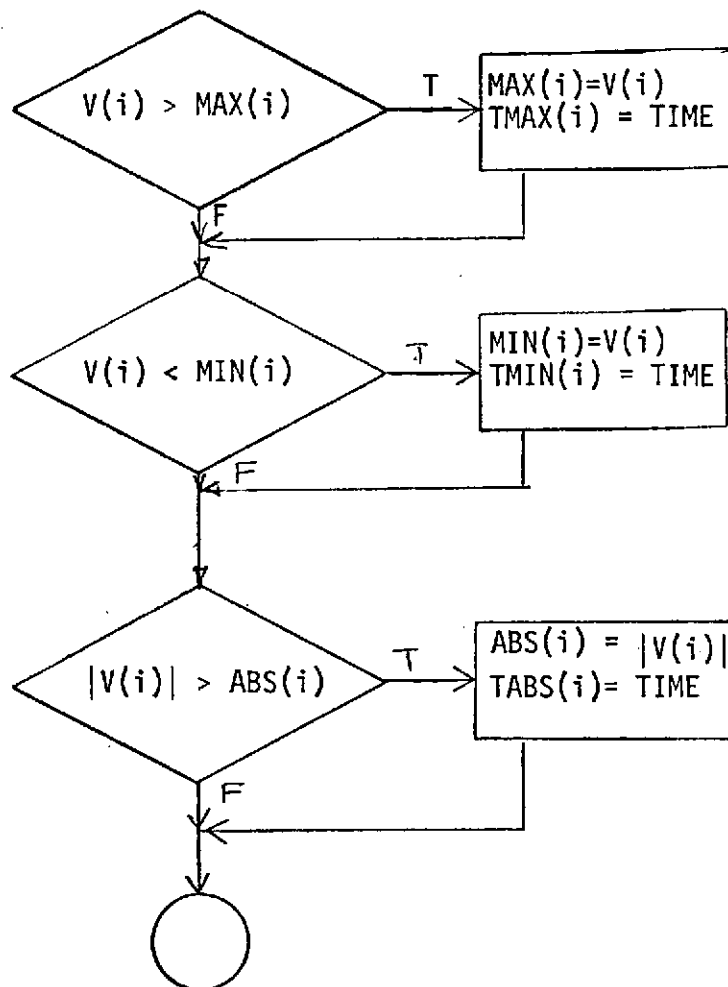 V(i) > MAX(i)
T
MAX(i)=V(i)
TMAX(i) = TIME
F
V(i) < MIN(i)
T
MIN(i)=V(i)
TMIN(i) = TIME
F
|V(i)| > ABS(i)
T
ABS(i) = |V(i)|
TABS(i)= TIME
F